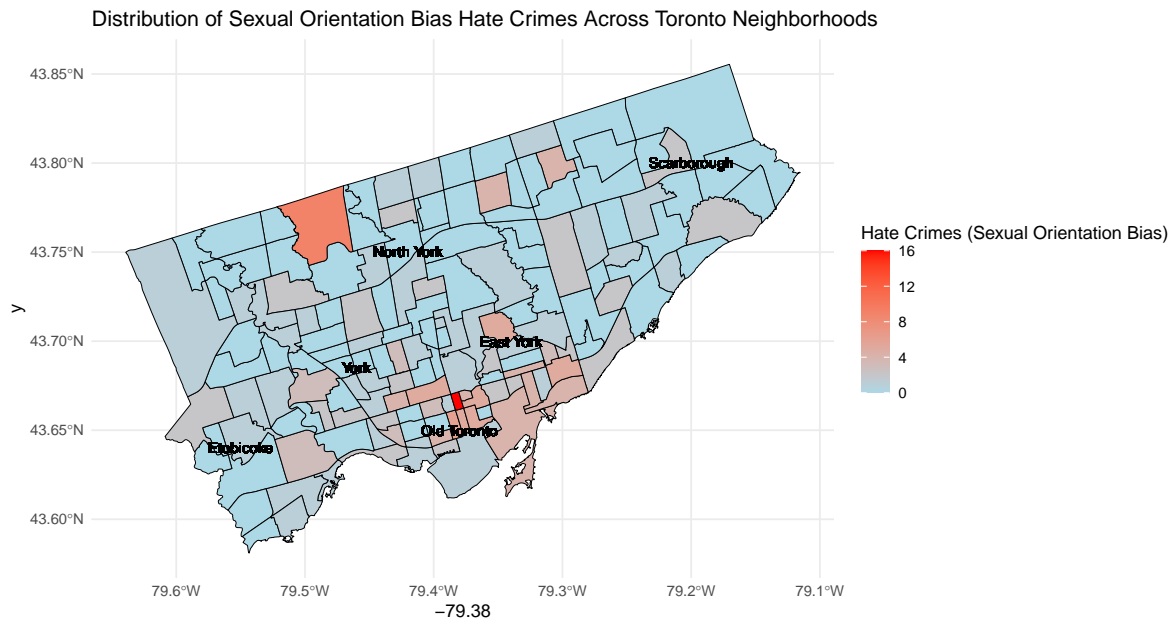 Distribution of Sexual Orientation Bias Hate Crimes Across Toronto Neighborhoods
43.85°N
43.80°N
43.75°N
43.70°N
43.65°N
43.60°N
y
Scarborough
North York
East York
York
Old Toronto
Etobicoke
79.6°W 79.5°W 79.4°W 79.3°W 79.2°W 79.1°W
−79.38
Hate Crimes (Sexual Orientation Bias)
16
12
8
4
0